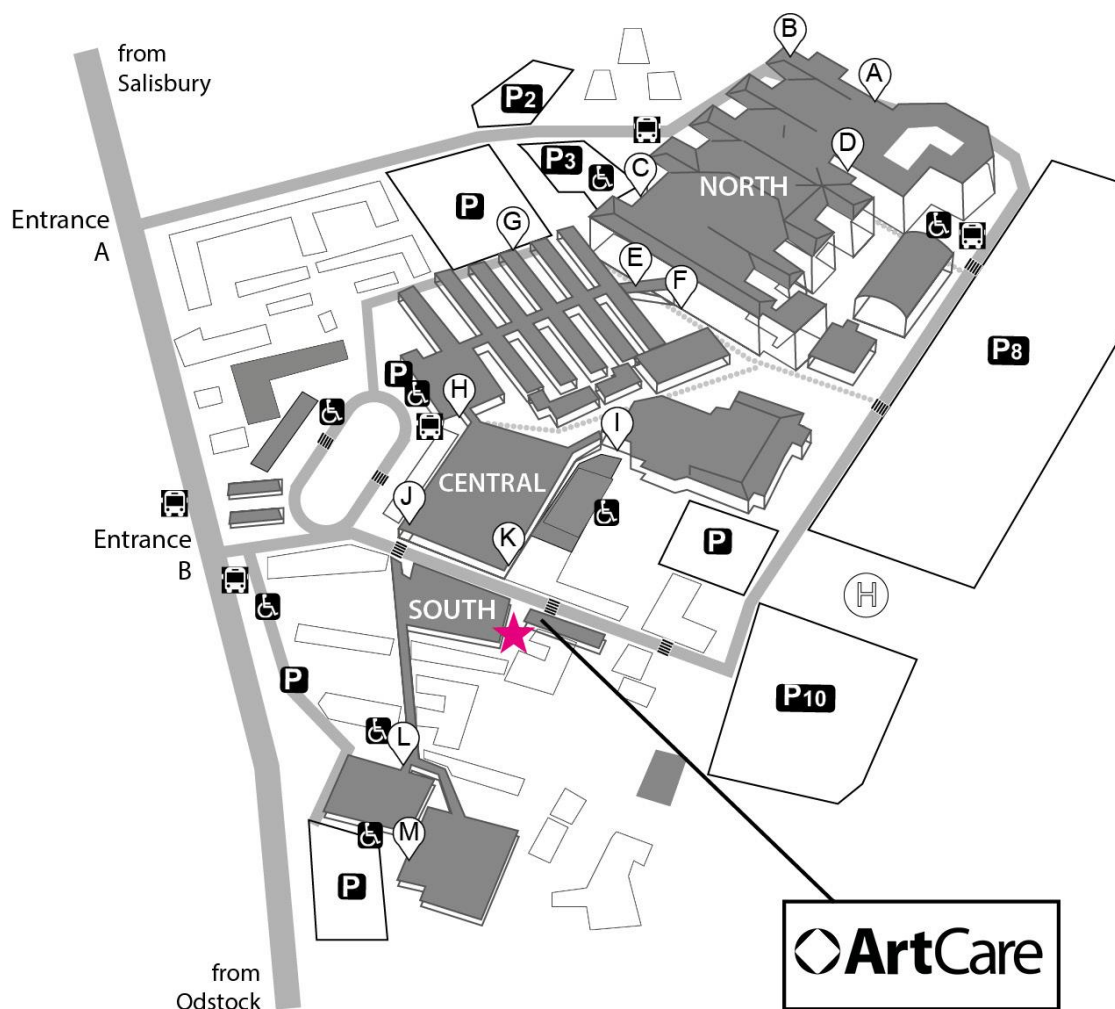 from
Salisbury
B
A
P2
D
P3
C
NORTH
P
G
Entrance
A
E
F
P8
P
H
I
CENTRAL
J
K
Entrance
B
P
H
SOUTH
P
P10
L
M
P
ArtCare
from
Odstock